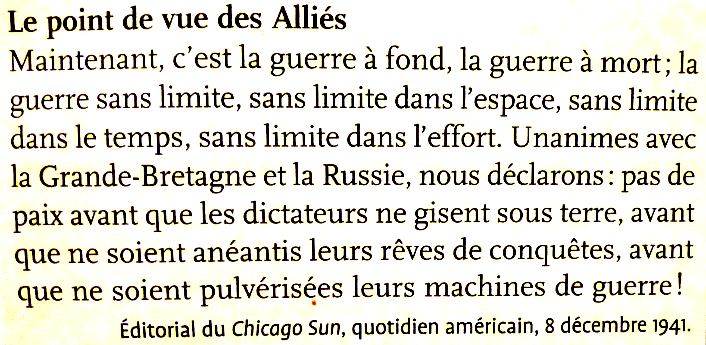 Le point de vue des Alliés
Maintenant, c'est la guerre à fond, la guerre à mort ; la
guerre sans limite, sans limite dans l'espace, sans limite
dans le temps, sans limite dans l'effort. Unanimes avec
la Grande-Bretagne et la Russie, nous déclarons : pas de
paix avant que les dictateurs ne gisent sous terre, avant
que ne soient anéantis leurs rêves de conquêtes, avant
que ne soient pulvérisées leurs machines de guerre !
Éditorial du Chicago Sun, quotidien américain, 8 décembre 1941.